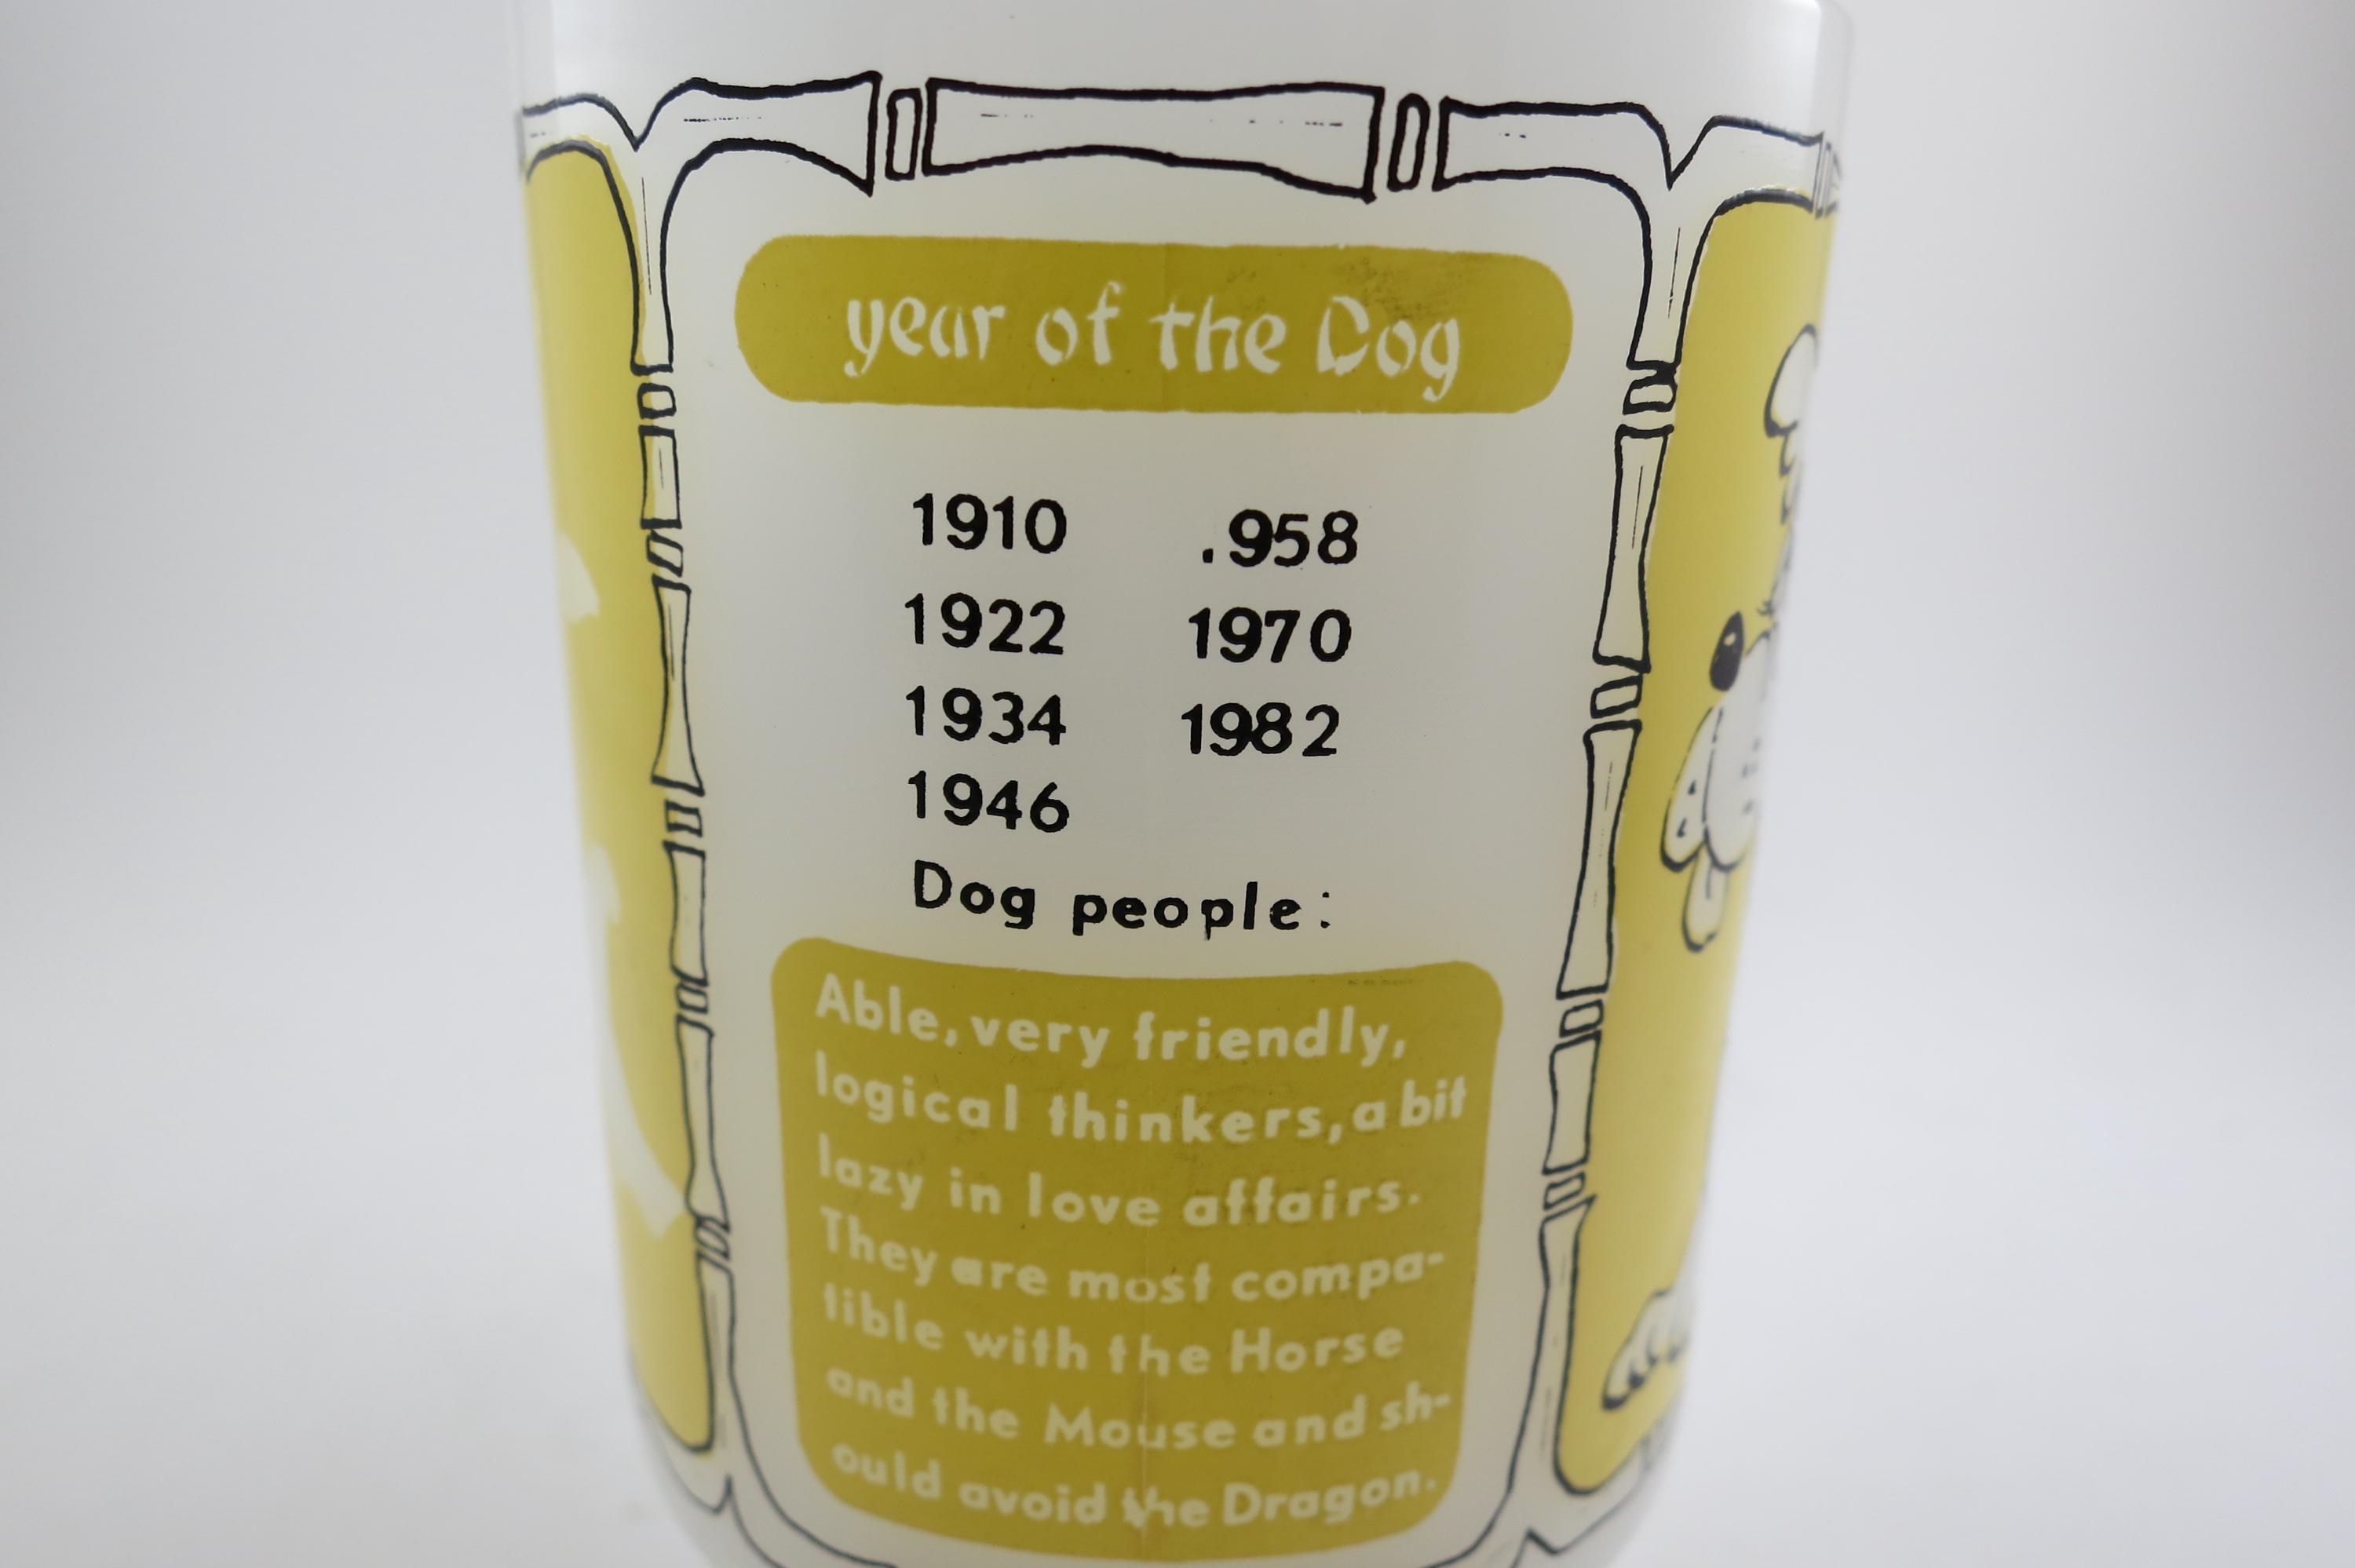 year of the Dog
1910 .958
1922 1970
1934 1982
1946
Dog people:
Able, very friendly,
logical thinkers, a bit
lazy in love affairs.
They are most compa-
tible with the Horse
and the Mouse and sh-
ould avoid the Dragon.